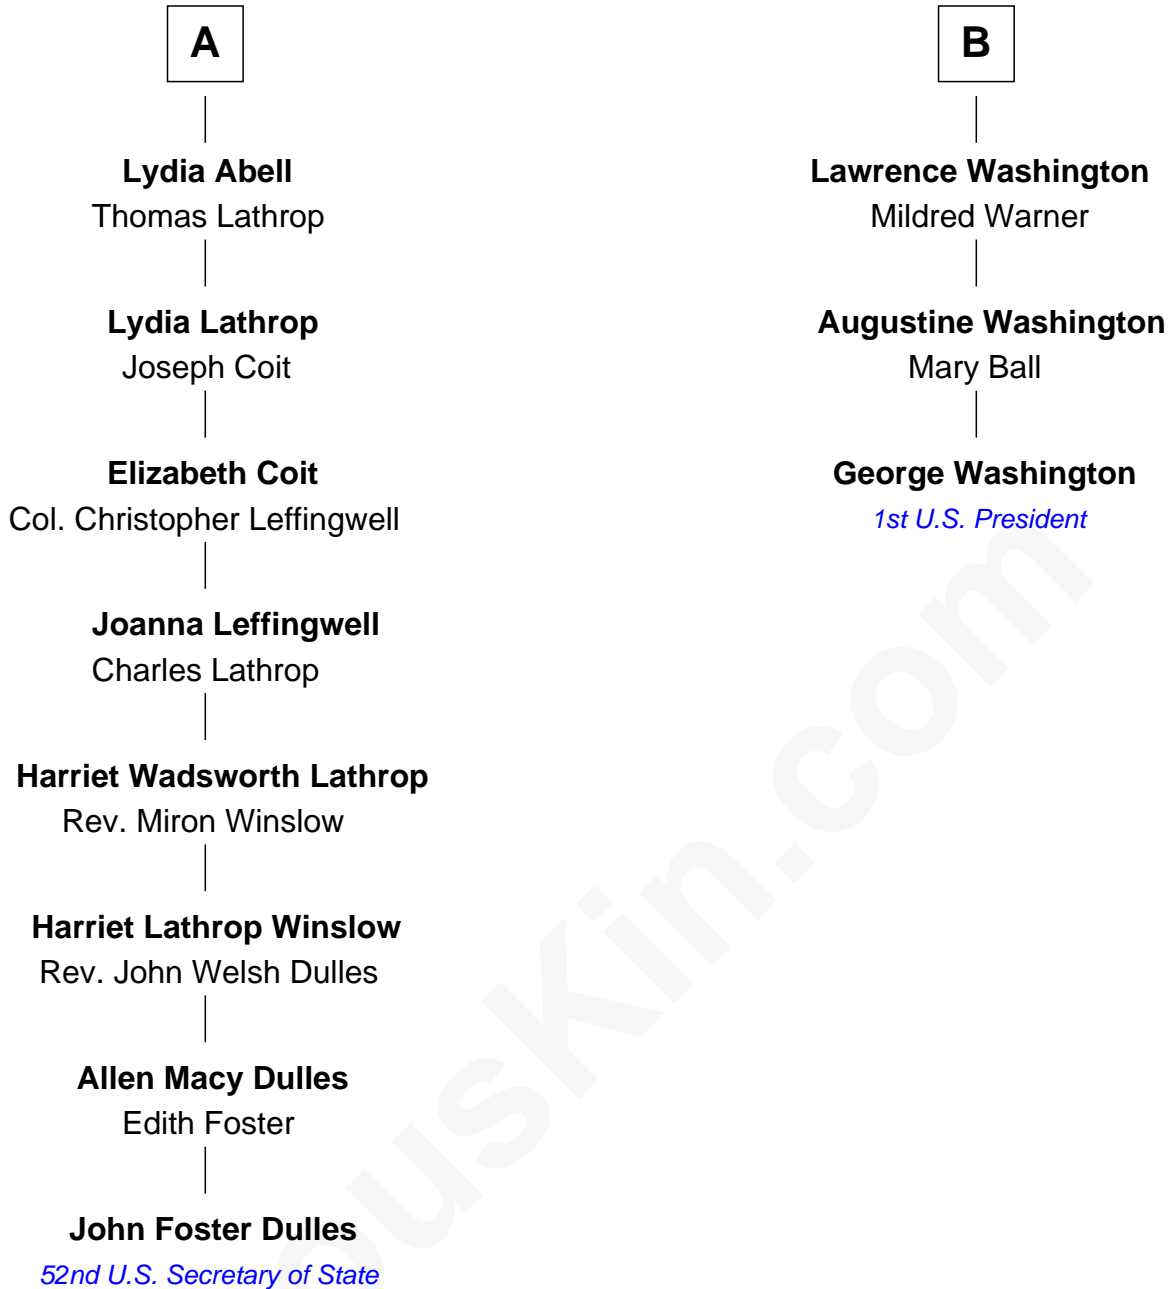 A
Lydia Abell
Thomas Lathrop
Lydia Lathrop
Joseph Coit
Elizabeth Coit
Col. Christopher Leffingwell
Joanna Leffingwell
Charles Lathrop
Harriet Wadsworth Lathrop
Rev. Miron Winslow
Harriet Lathrop Winslow
Rev. John Welsh Dulles
Allen Macy Dulles
Edith Foster
John Foster Dulles
52nd U.S. Secretary of State
B
Lawrence Washington
Mildred Warner
Augustine Washington
Mary Ball
George Washington
1st U.S. President
ousKin.com